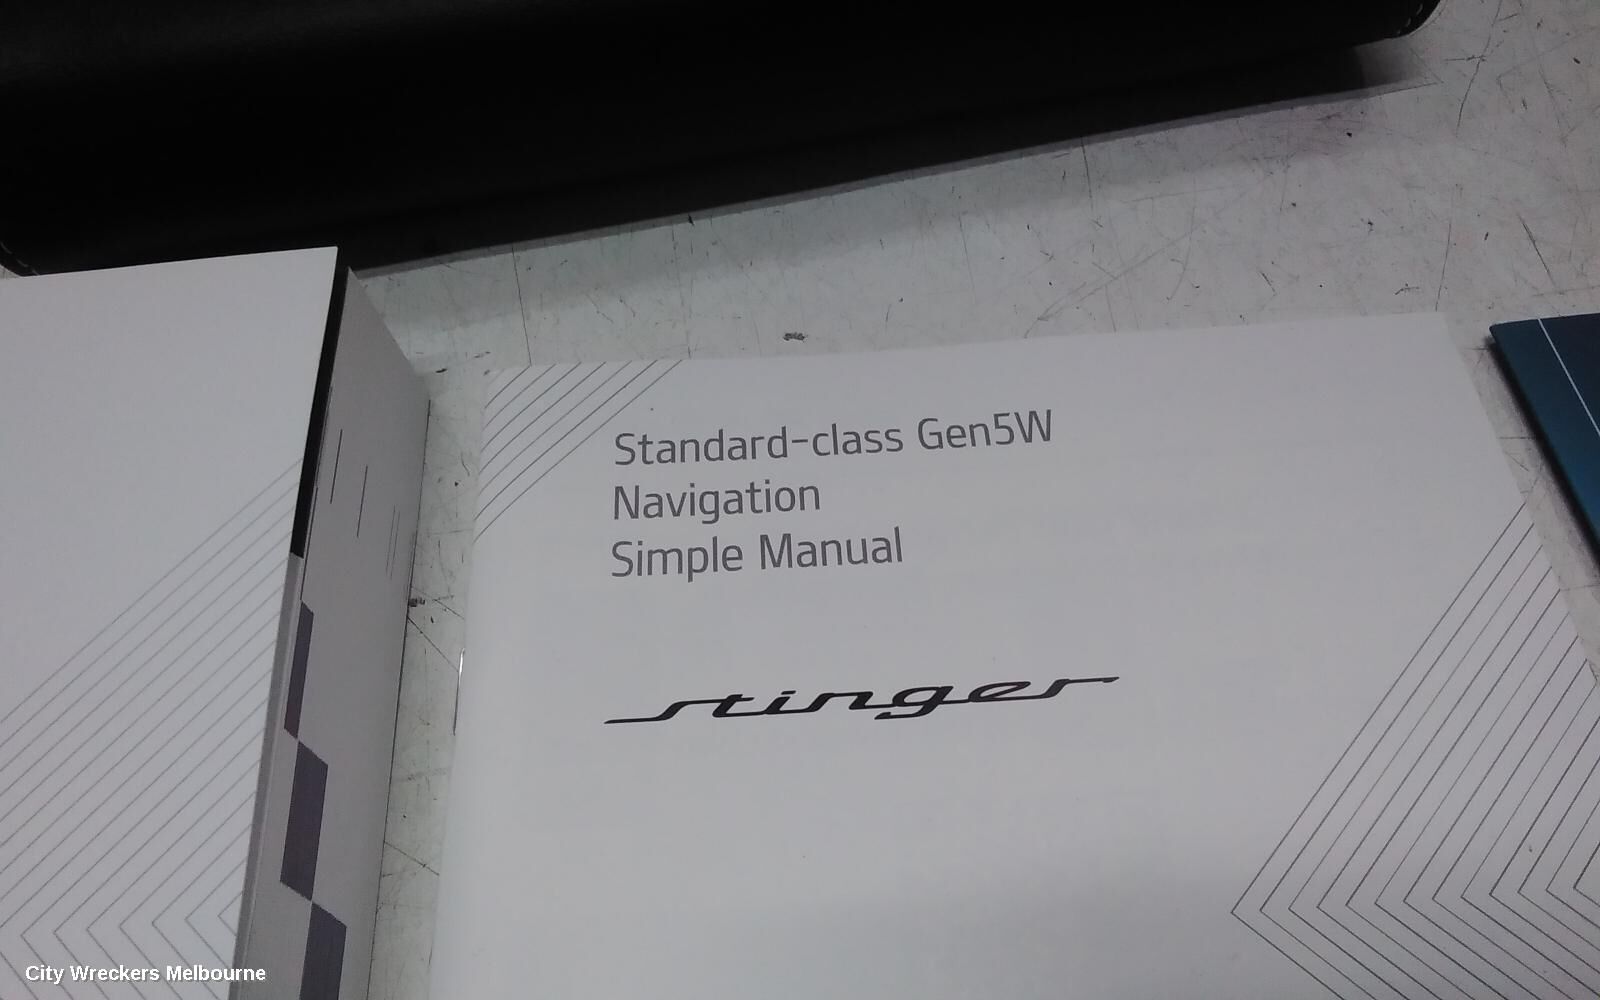 Standard-class Gen5W
Navigation
Simple Manual
stinger
City Wreckers Melbourne